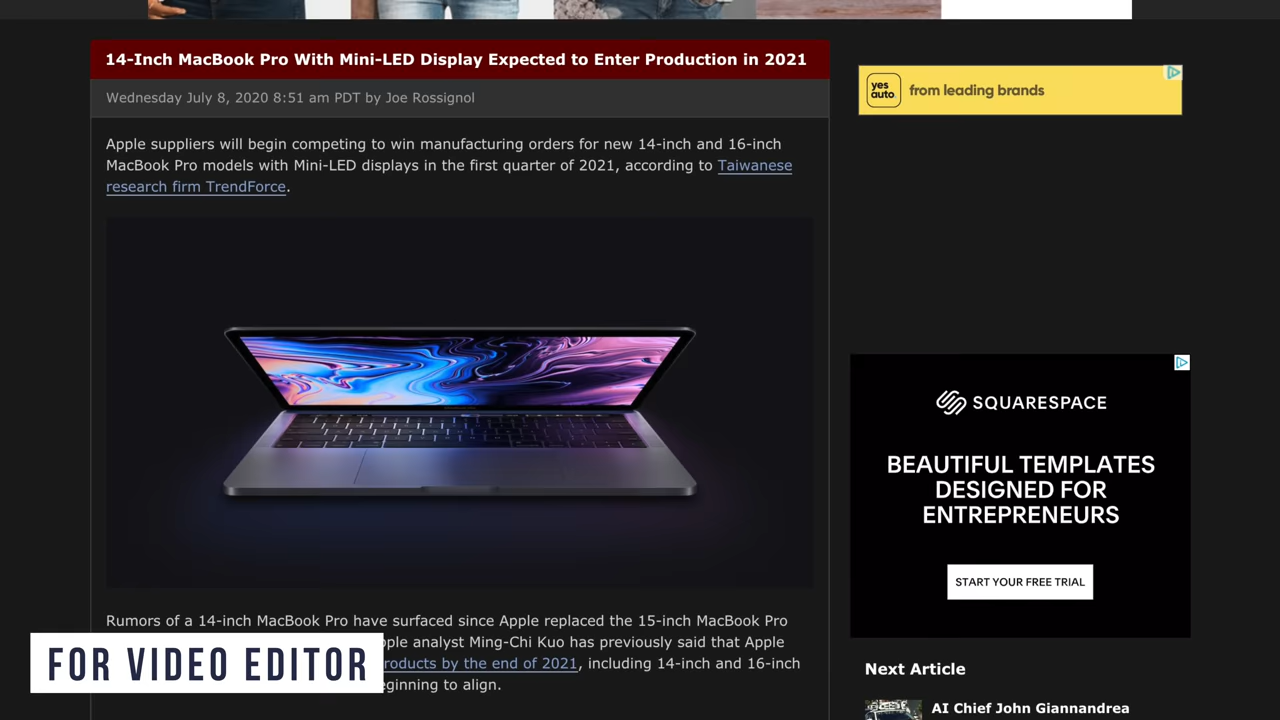 14-Inch MacBook Pro With Mini-LED Display Expected to Enter Production in 2021
Wednesday July 8, 2020 8:51 am PDT by Joe Rossignol
Apple suppliers will begin competing to win manufacturing orders for new 14-inch and 16-inch
MacBook Pro models with Mini-LED displays in the first quarter of 2021, according to Taiwanese
research firm TrendForce.
Rumors of a 14-inch MacBook Pro have surfaced since Apple replaced the 15-inch MacBook Pro
analyst Ming-Chi Kuo has previously said that Apple
by the end of 2021, including 14-inch and 16-inch
to align.
FOR VIDEO EDITOR
yes auto.
from leading brands
SQUARESPACE
BEAUTIFUL TEMPLATES
DESIGNED FOR
ENTREPRENEURS
START YOUR FREE TRIAL
Next Article
AI Chief John Giannandrea